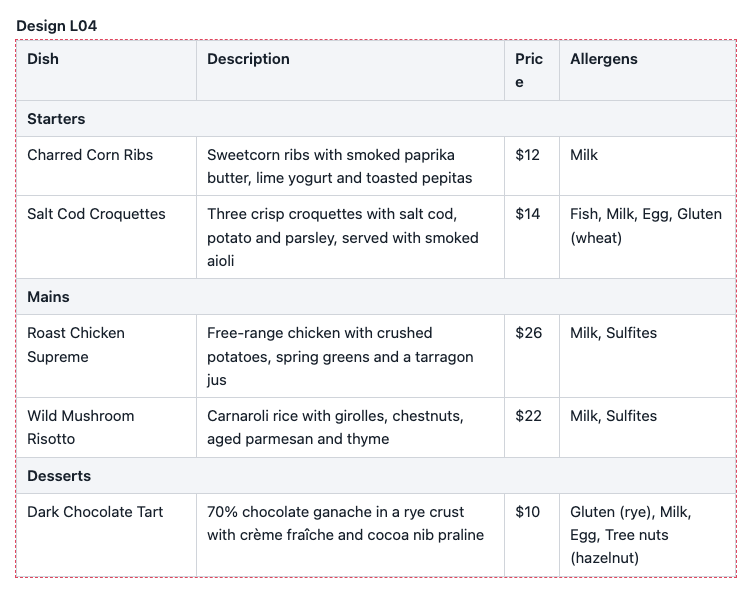 Design L04
Dish Description Price Allergens
Starters
Charred Corn Ribs
Sweetcorn ribs with smoked paprika
butter, lime yogurt and toasted pepitas
$12
Milk
Salt Cod Croquettes
Three crisp croquettes with salt cod,
potato and parsley, served with smoked
aioli
$14
Fish, Milk, Egg, Gluten
(wheat)
Mains
Roast Chicken
Supreme
Free-range chicken with crushed
potatoes, spring greens and a tarragon
jus
$26
Milk, Sulfites
Wild Mushroom
Risotto
Carnaroli rice with girolles, chestnuts,
aged parmesan and thyme
$22
Milk, Sulfites
Desserts
Dark Chocolate Tart
70% chocolate ganache in a rye crust
with crème fraîche and cocoa nib praline
$10
Gluten (rye), Milk,
Egg, Tree nuts
(hazelnut)